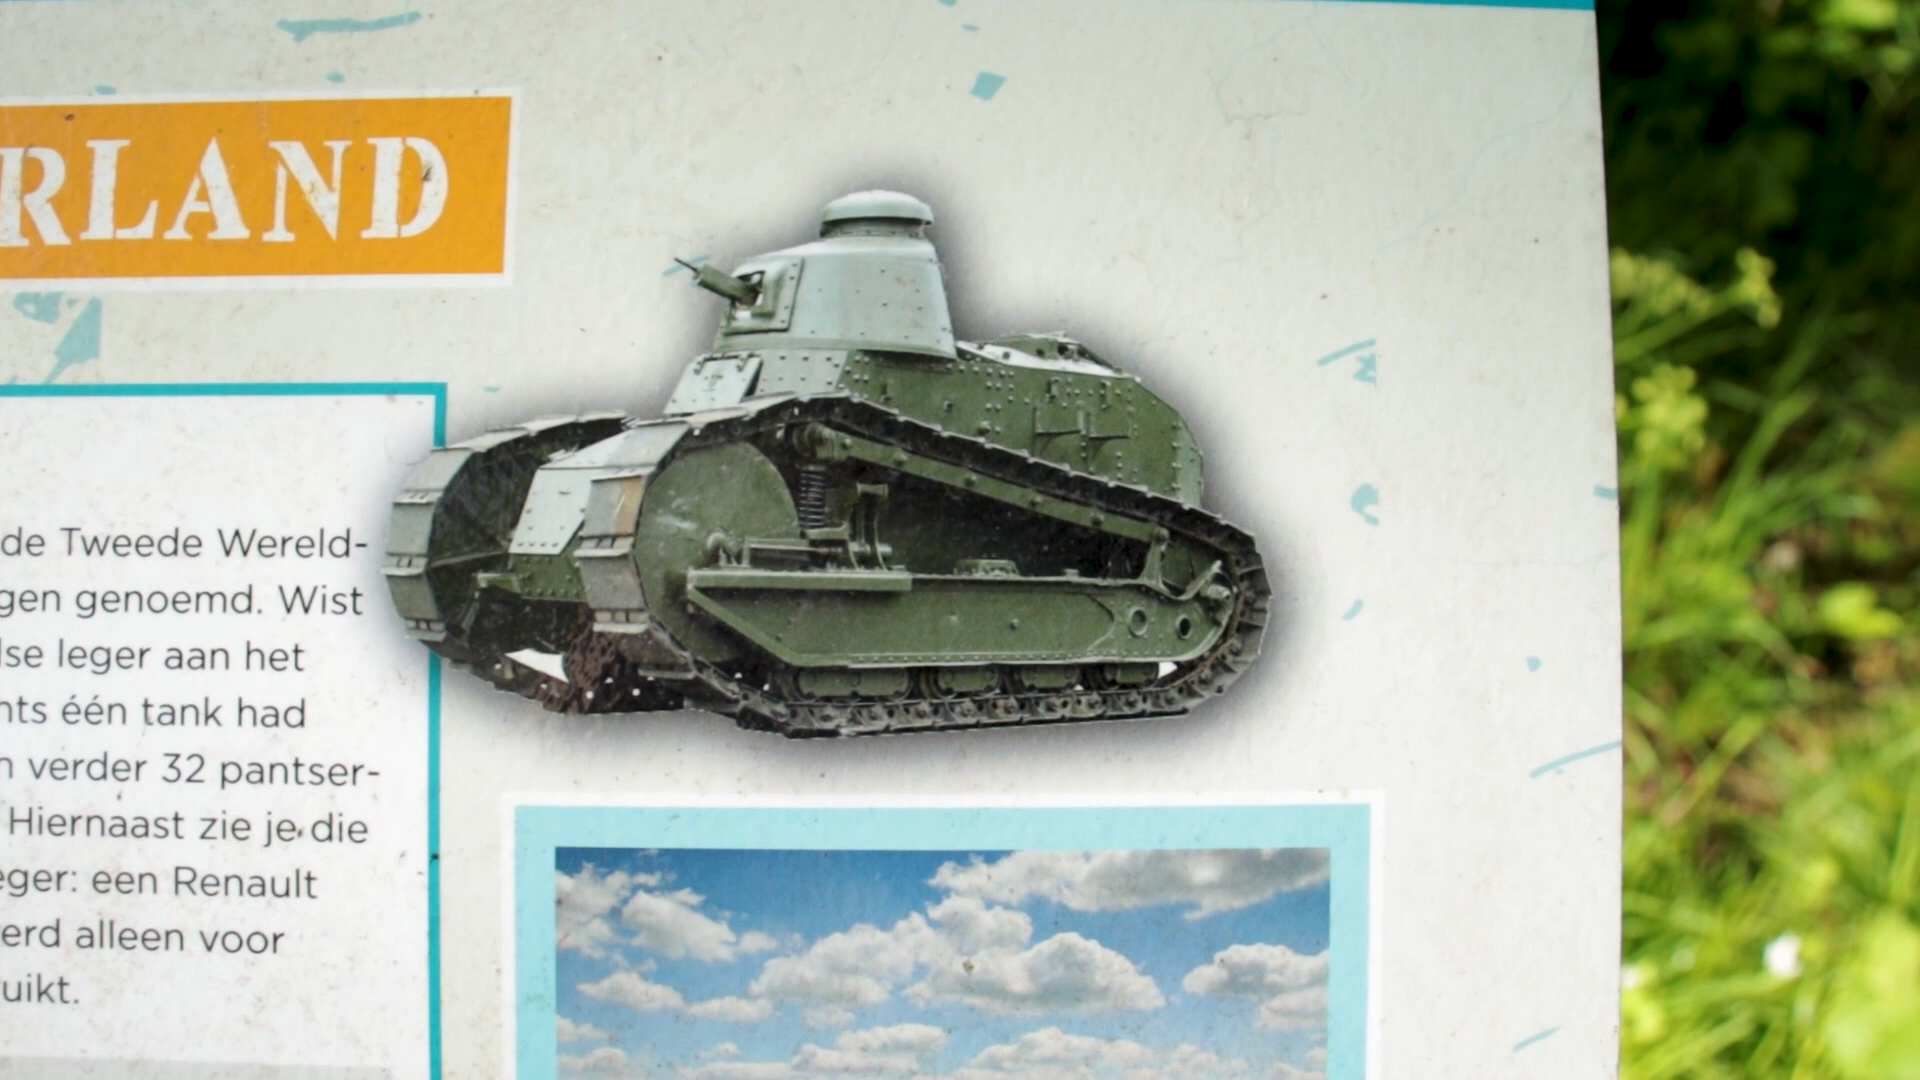 RLAND
de Tweede Wereld-
gen genoemd. Wist
lse leger aan het
nts één tank had
n verder 32 pantser-
Hiernaast zie je die
eger: een Renault
erd alleen voor
uikt.